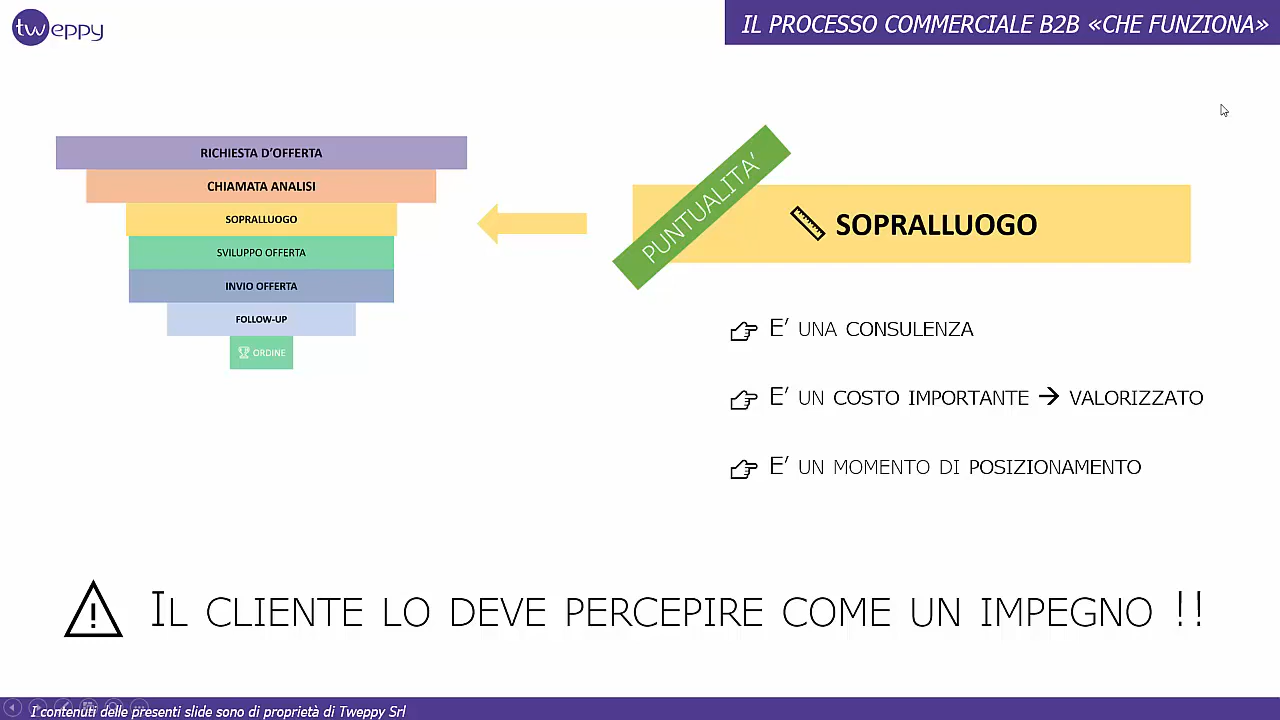 tweppy
IL PROCESSO COMMERCIALE B2B «CHE FUNZIONA»
RICHIESTA D'OFFERTA
CHIAMATA ANALISI
SOPRALLUOGO
SVILUPPO OFFERTA
INVIO OFFERTA
FOLLOW-UP
ORDINE
PUNTUALITA'
SOPRALLUOGO
E' UNA CONSULENZA
E' UN COSTO IMPORTANTE → VALORIZZATO
E' UN MOMENTO DI POSIZIONAMENTO
IL CLIENTE LO DEVE PERCEPIRE COME UN IMPEGNO !!
I contenuti delle presenti slide sono di proprietà di Tweppy Srl